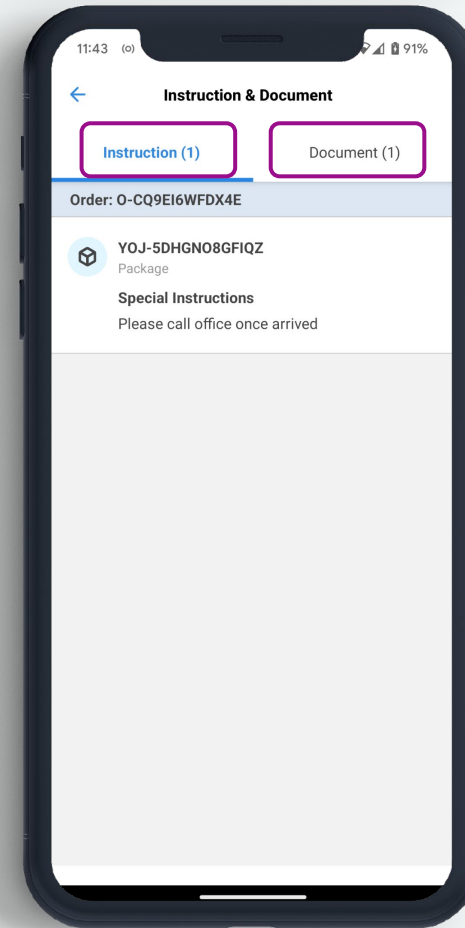 11:43 (o) 91%
Instruction & Document
Instruction (1) Document (1)
Order: O-CQ9EI6WFDX4E
YOJ-5DHGNO8GFIQZ
Package
Special Instructions
Please call office once arrived